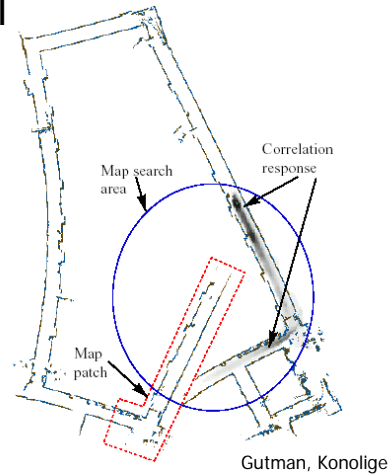 Map search
area
Correlation
response
Map
patch
Gutman, Konolige